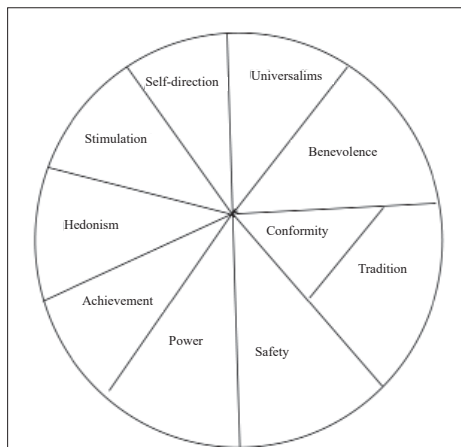 Self-direction
Universalims
Stimulation
Benevolence
Hedonism
Conformity
Tradition
Achievement
Power
Safety